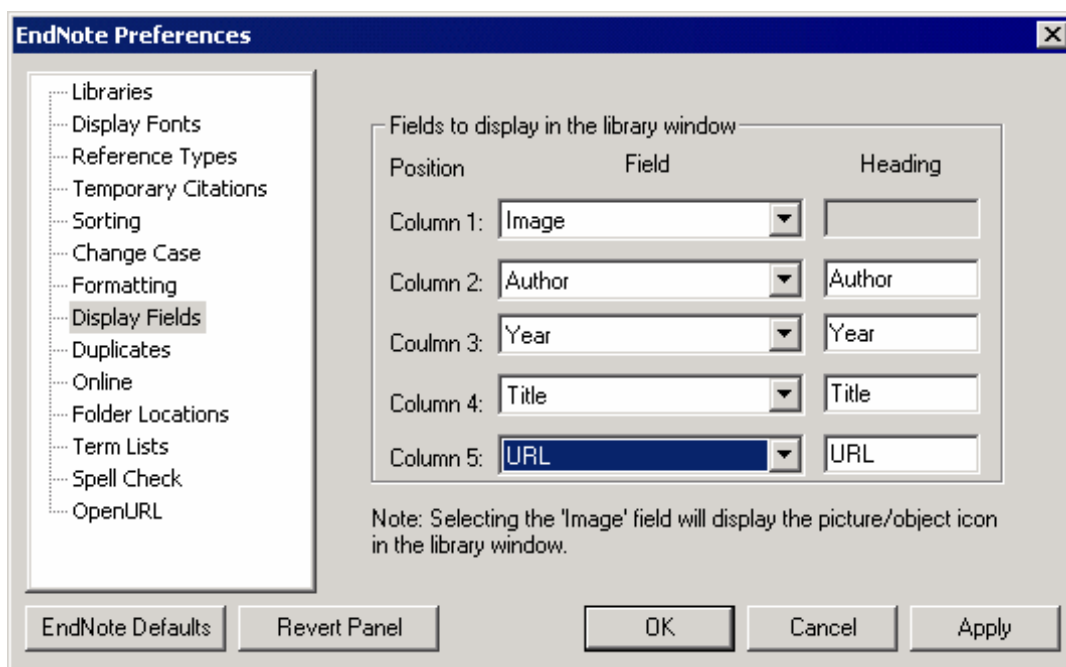 EndNote Preferences
Libraries
Display Fonts
Reference Types
Temporary Citations
Sorting
Change Case
Formatting
Display Fields
Duplicates
Online
Folder Locations
Term Lists
Spell Check
OpenURL
Fields to display in the library window
Position Field Heading
Column 1: Image
Column 2: Author Author
Coulmn 3: Year Year
Column 4: Title Title
Column 5: URL URL
Note: Selecting the 'Image' field will display the picture/object icon
in the library window.
EndNote Defaults Revert Panel OK Cancel Apply